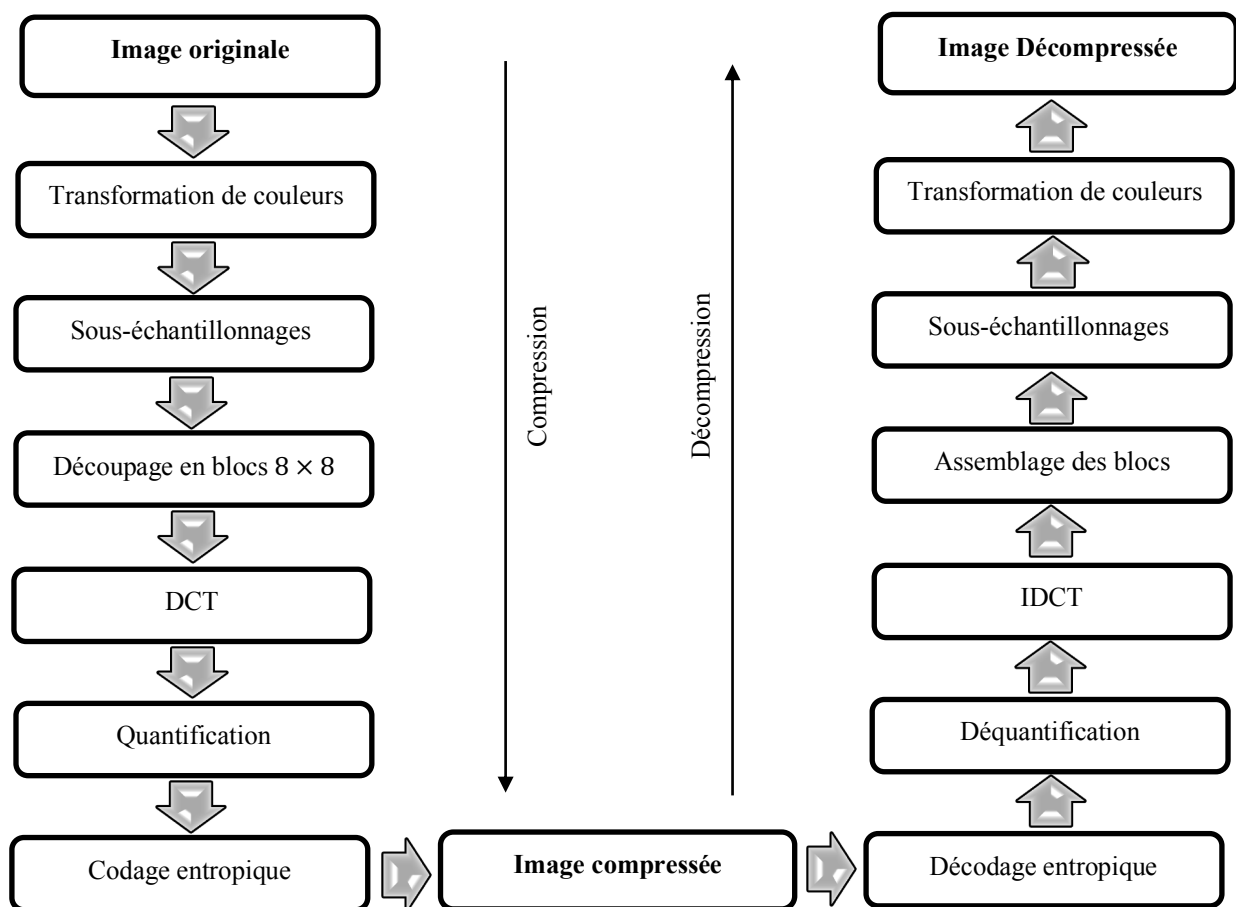 Image originale
Transformation de couleurs
Sous-échantillonnages
Découpage en blocs 8 × 8
DCT
Quantification
Codage entropique
Compression
Image compressée
Décompression
Image Décompressée
Transformation de couleurs
Sous-échantillonnages
Assemblage des blocs
IDCT
Déquantification
Décodage entropique